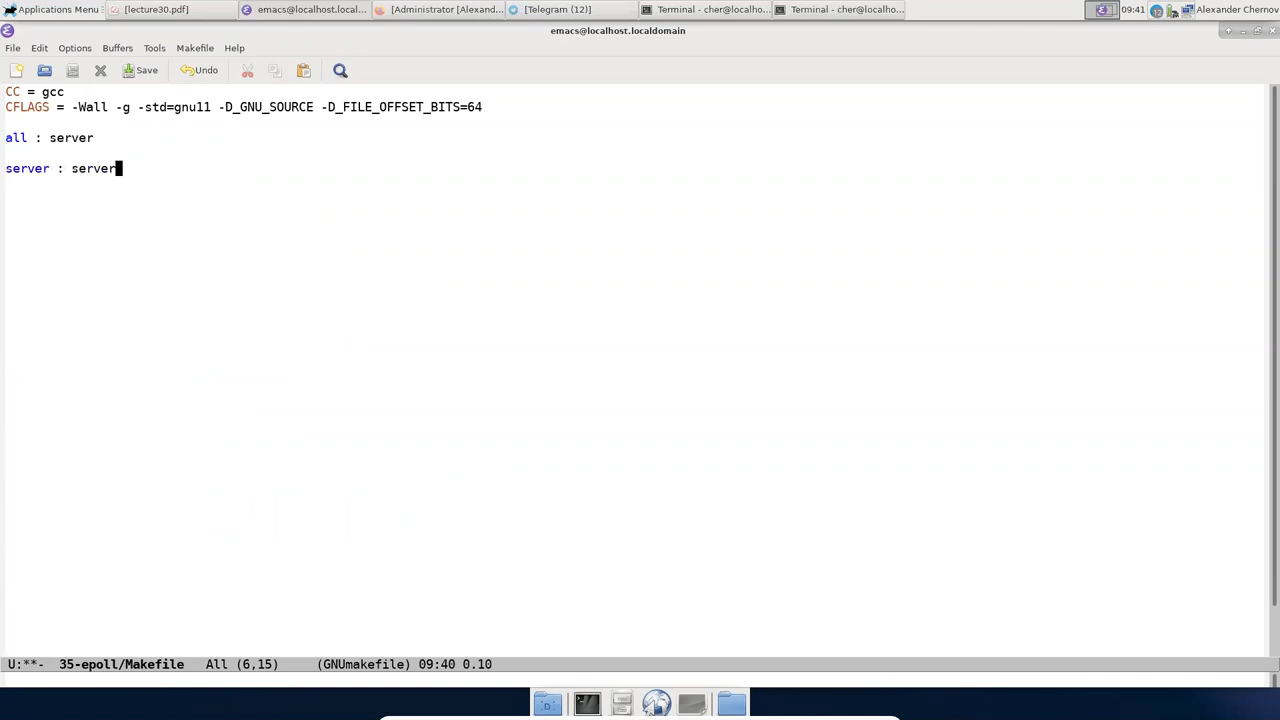 Applications Menu [lecture30.pdf] emacs@localhost.local... [Administrator [Alexand... [Telegram (12)] Terminal - cher@localho... Terminal - cher@localho... 09:41 12 Alexander Chernov
emacs@localhost.localdomain
File Edit Options Buffers Tools Makefile Help
Save Undo
CC = gcc
CFLAGS = -Wall -g -std=gnu11 -D_GNU_SOURCE -D_FILE_OFFSET_BITS=64
all : server
server : server
U:**- 35-epoll/Makefile All (6,15) (GNUmakefile) 09:40 0.10